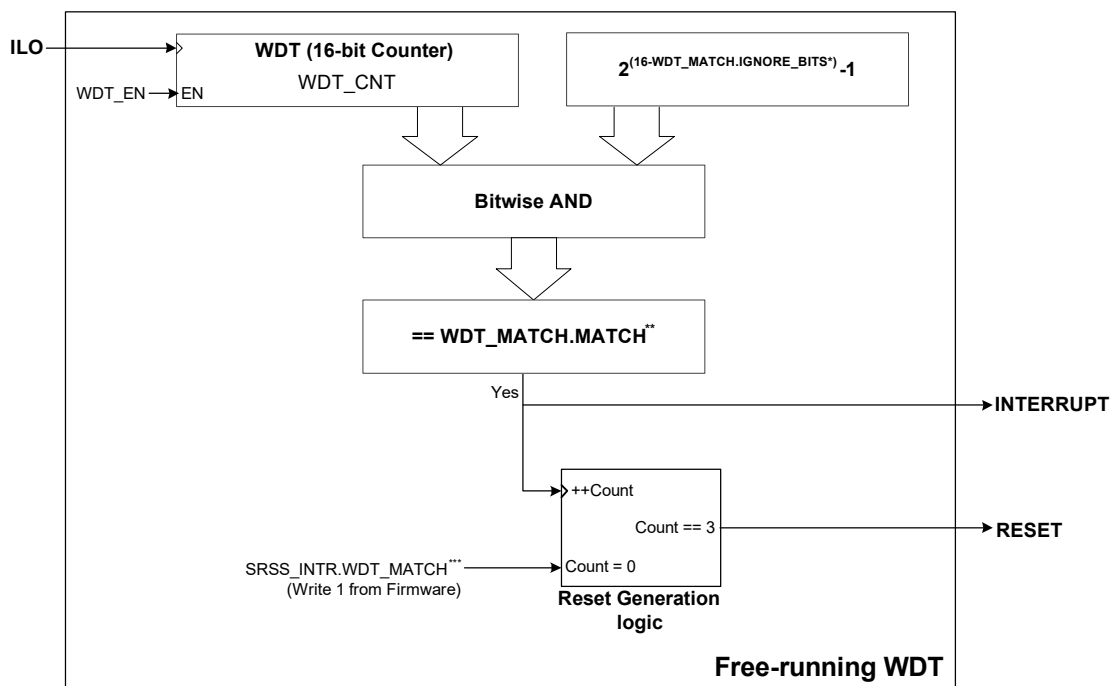 ILO
WDT (16-bit Counter)
WDT_CNT
WDT_EN
EN
2^(16-WDT_MATCH.IGNORE_BITS*) -1
Bitwise AND
== WDT_MATCH.MATCH**
Yes
INTERRUPT
++Count
Count == 3
RESET
SRSS_INTR.WDT_MATCH***
(Write 1 from Firmware)
Count = 0
Reset Generation
logic
Free-running WDT